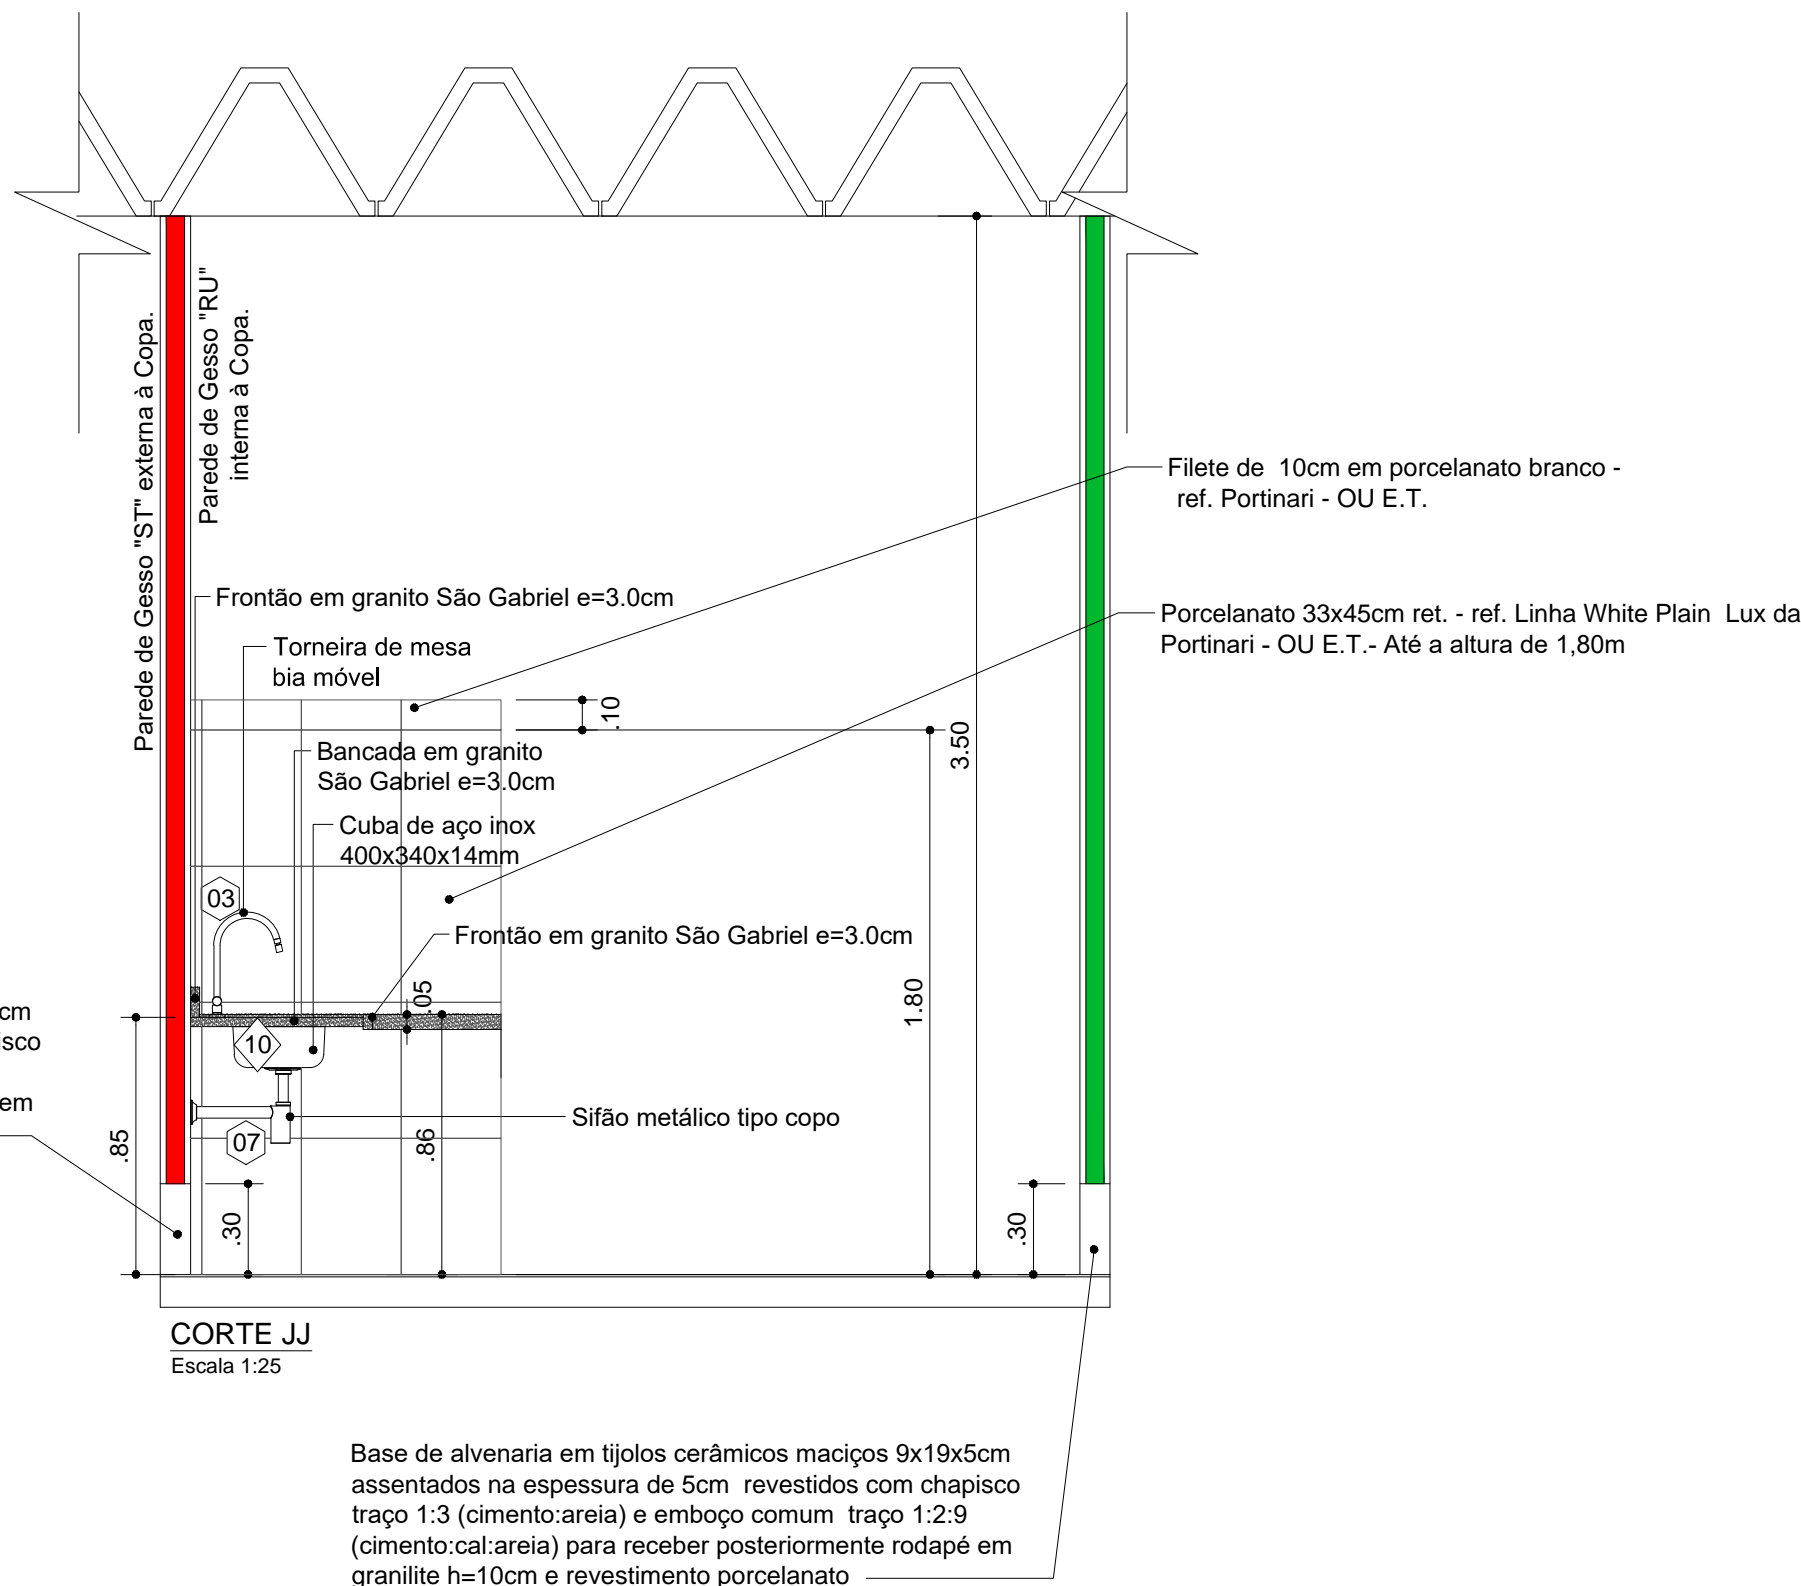 Parede de Gesso "ST" externa à Copa.
Parede de Gesso "RU"
interna à Copa.
Filete de  10cm em porcelanato branco -
ref. Portinari - OU E.T.
Frontão em granito São Gabriel e=3.0cm
Porcelanato 33x45cm ret. - ref. Linha White Plain  Lux da
Portinari - OU E.T.- Até a altura de 1,80m
Torneira de mesa
bia móvel
.10
3.50
Bancada em granito
São Gabriel e=3.0cm
Cuba de aço inox
400x340x14mm
03
Frontão em granito São Gabriel e=3.0cm
.05
1.80
cm
isco
10
em
Sifão metálico tipo copo
.85
07
.86
.30
.30
CORTE JJ
Escala 1:25
Base de alvenaria em tijolos cerâmicos maciços 9x19x5cm
assentados na espessura de 5cm  revestidos com chapisco
traço 1:3 (cimento:areia) e emboço comum  traço 1:2:9
(cimento:cal:areia) para receber posteriormente rodapé em
granilite h=10cm e revestimento porcelanato